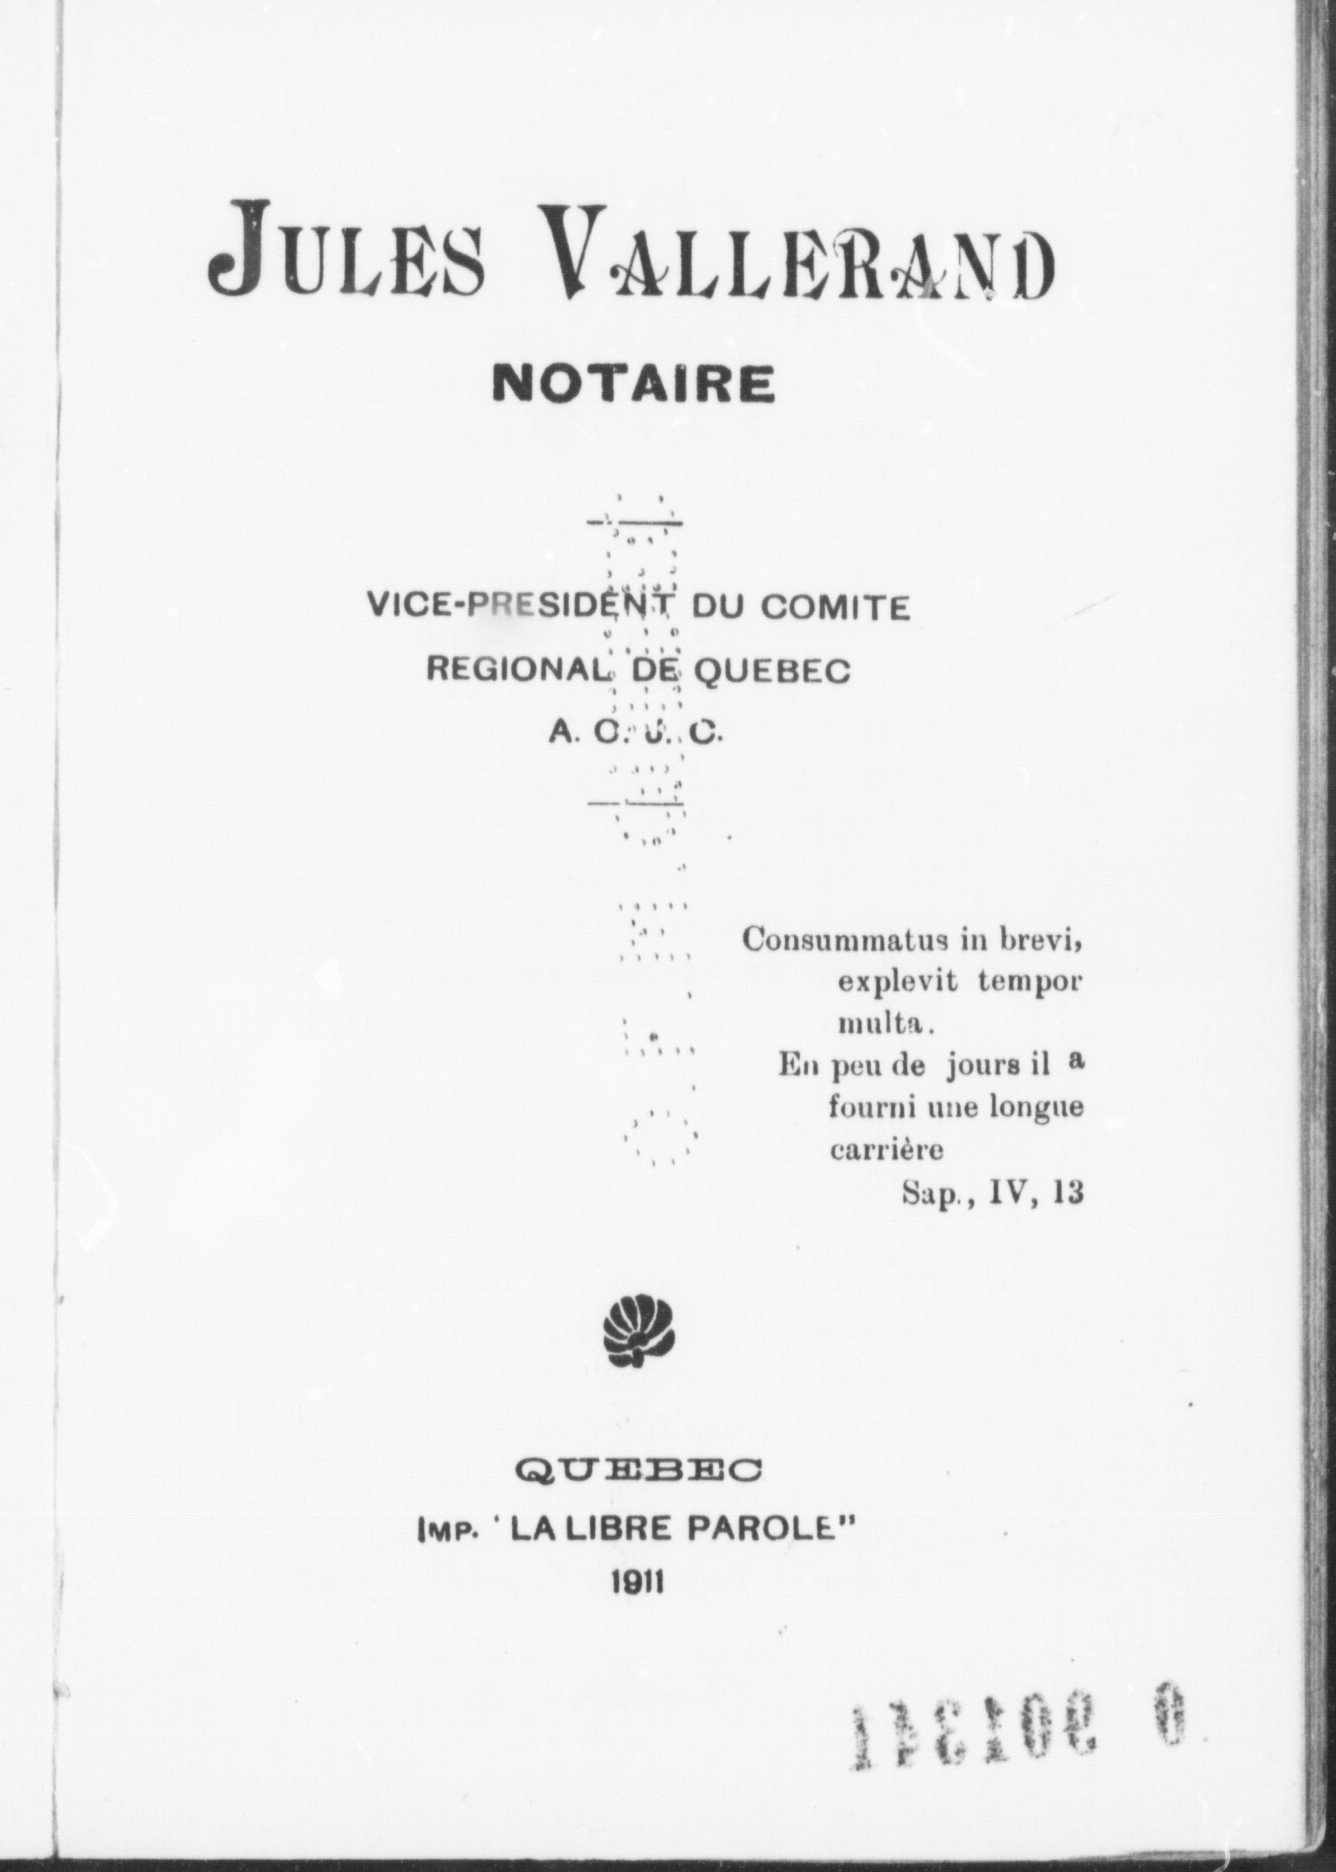 JULES VALLERAND
NOTAIRE
VICE-PRESIDENT DU COMITE
REGIONAL DE QUEBEC
A. C. J. C.
Consummatus in brevi,
explevit tempor
multa.
En peu de jours il a
fourni une longue
carrière
Sap., IV, 13
QUEBEC
IMP. ' LA LIBRE PAROLE"
1911